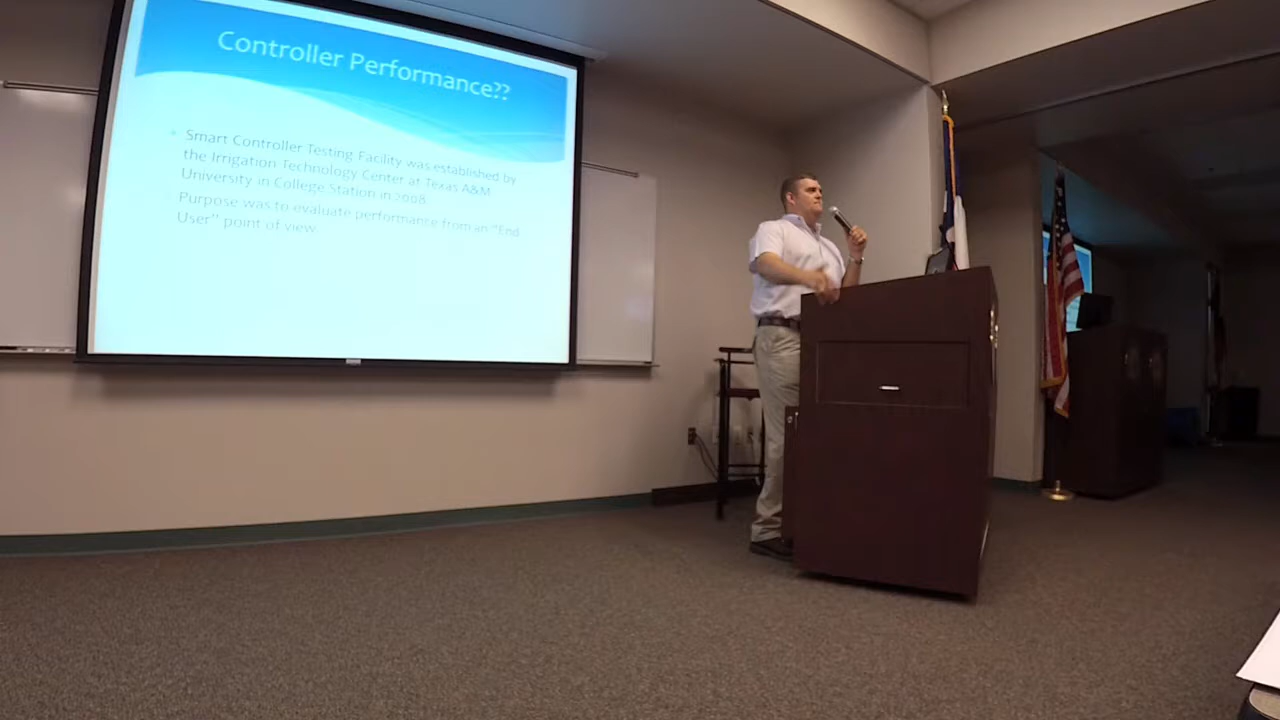 Controller Performance??
Smart Controller Testing Facility was established by
the Irrigation Technology Center at Texas A&M
University in College Station in 2008.
Purpose was to evaluate performance from an "End
User" point of view.